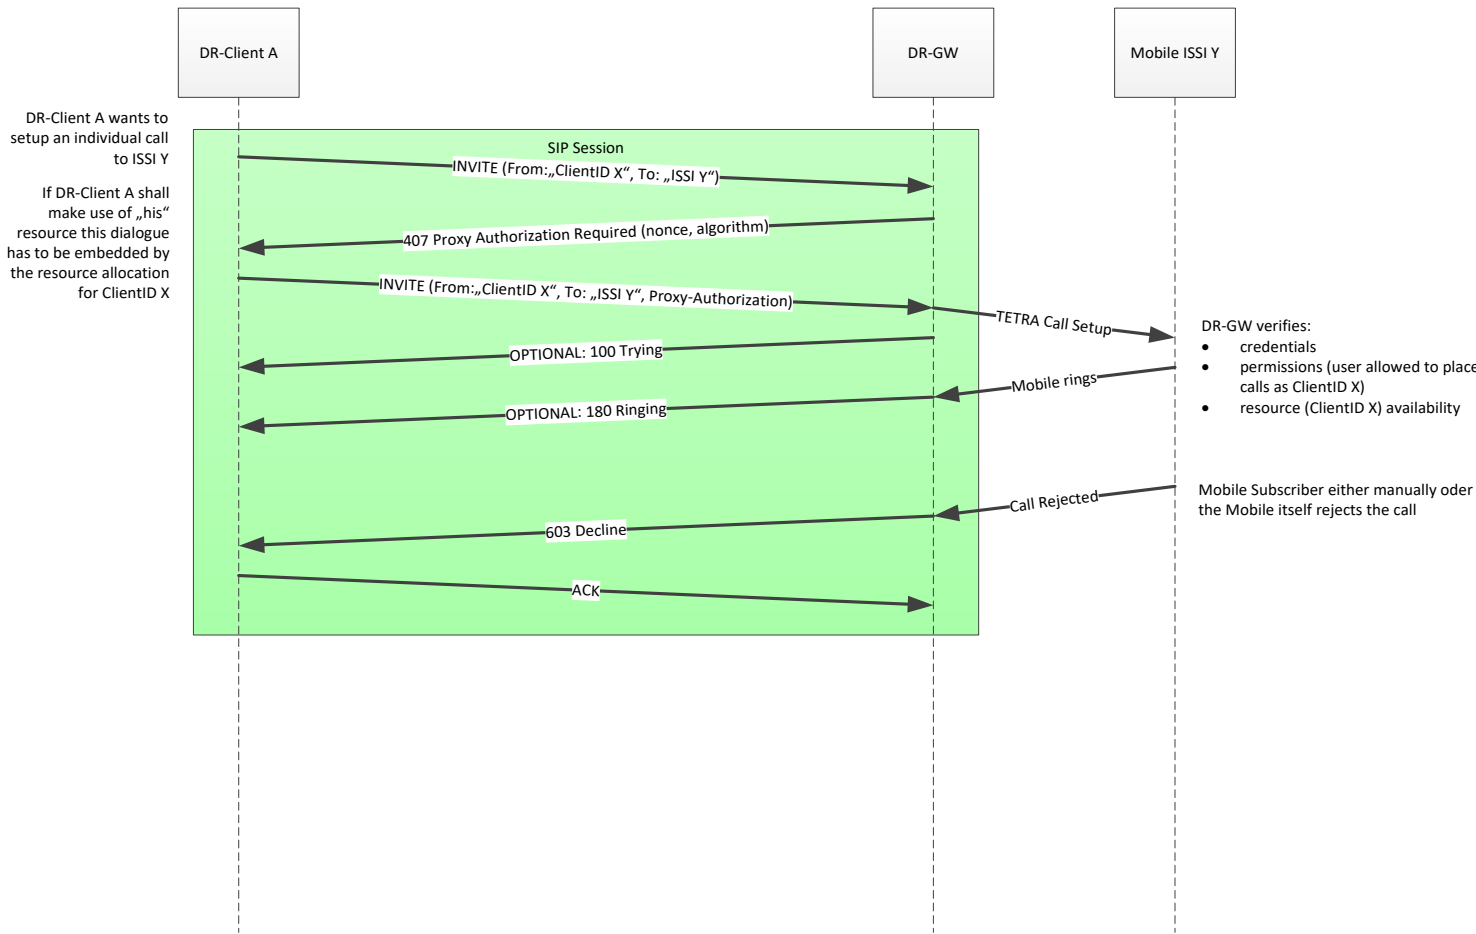 DR-Client A
DR-GW
Mobile ISSI Y
DR-Client A wants to
setup an individual call
to ISSI Y
If DR-Client A shall
make use of „his“
resource this dialogue
has to be embedded by
the resource allocation
for ClientID X
SIP Session
INVITE (From:„ClientID X“, To: „ISSI Y“)
407 Proxy Authorization Required (nonce, algorithm)
INVITE (From:„ClientID X“, To: „ISSI Y“, Proxy-Authorization)
TETRA Call Setup
OPTIONAL: 100 Trying
Mobile rings
OPTIONAL: 180 Ringing
DR-GW verifies:
• credentials
• permissions (user allowed to place
calls as ClientID X)
• resource (ClientID X) availability
Call Rejected
603 Decline
ACK
Mobile Subscriber either manually oder
the Mobile itself rejects the call